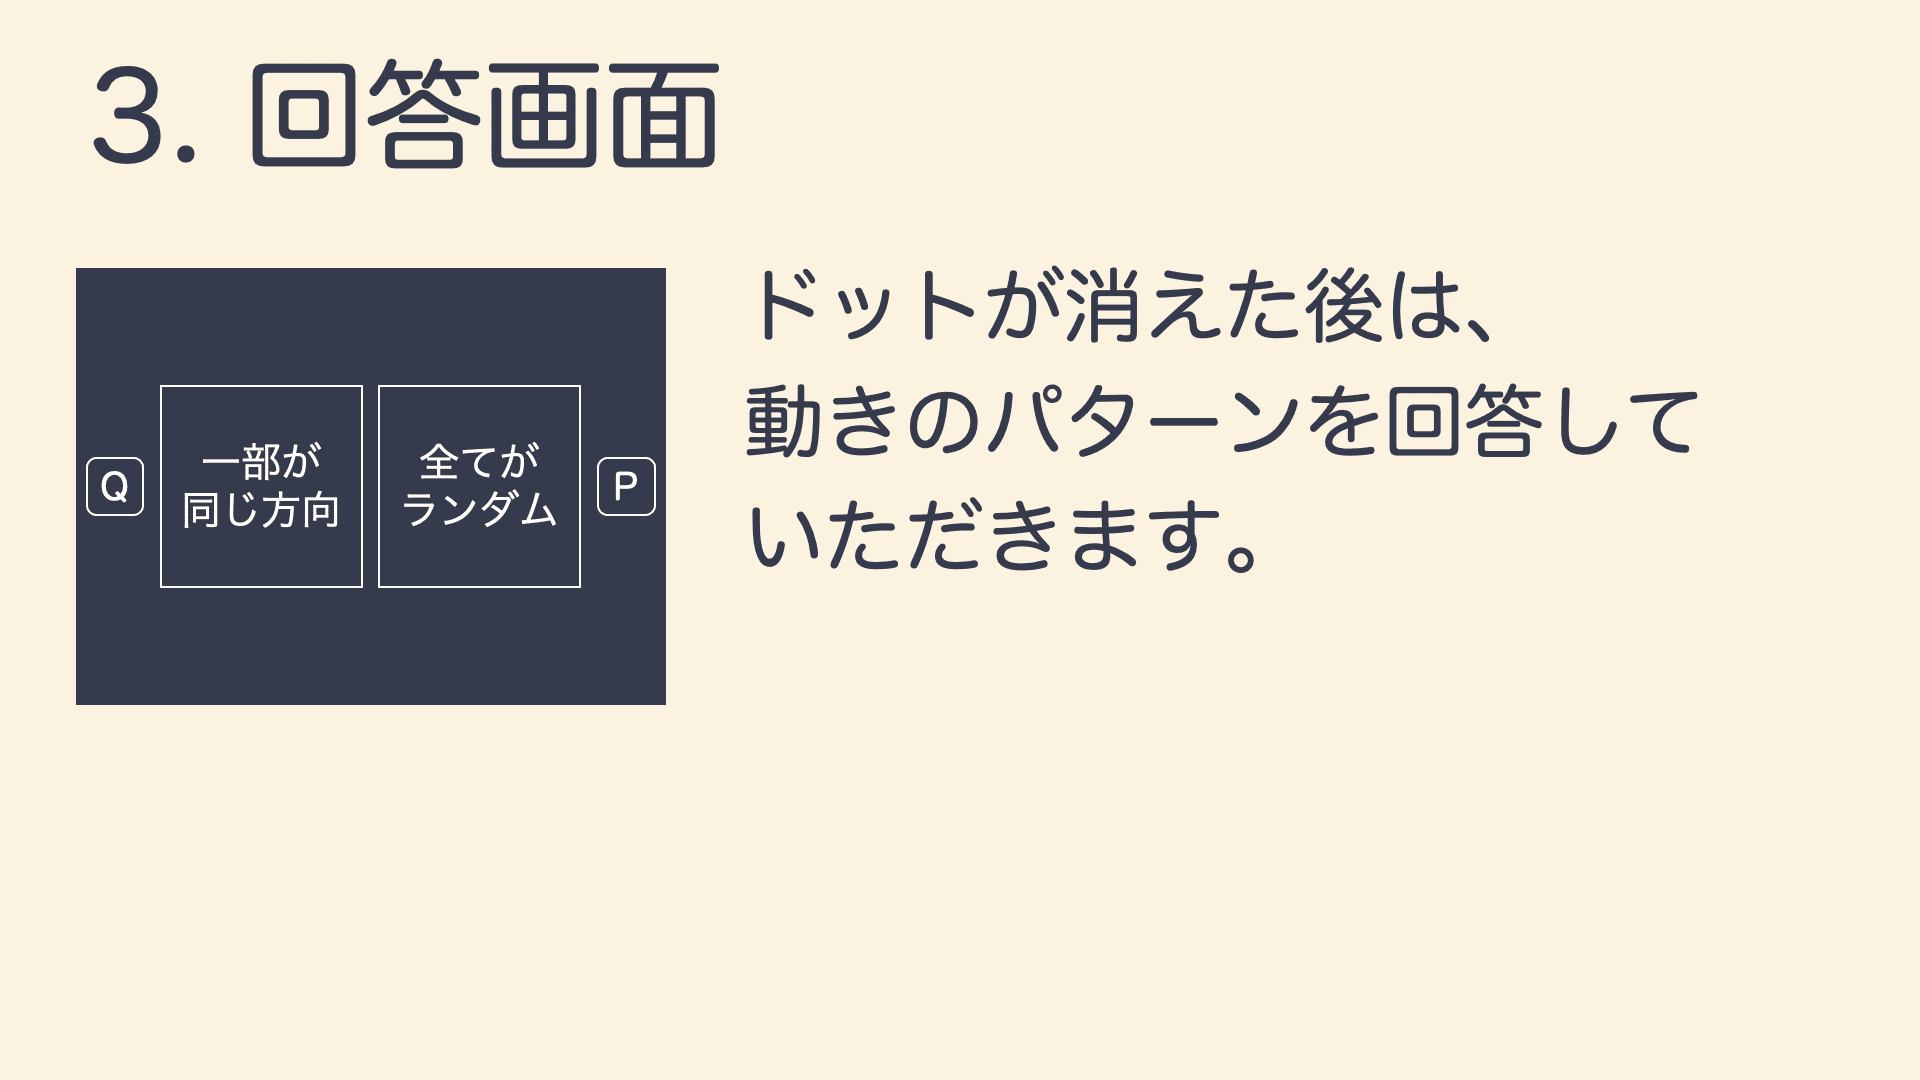 3. 回答画面
ドットが消えた後は、
動きのパターンを回答して
いただきます。
Q
一部が
同じ方向
全てが
ランダム
P